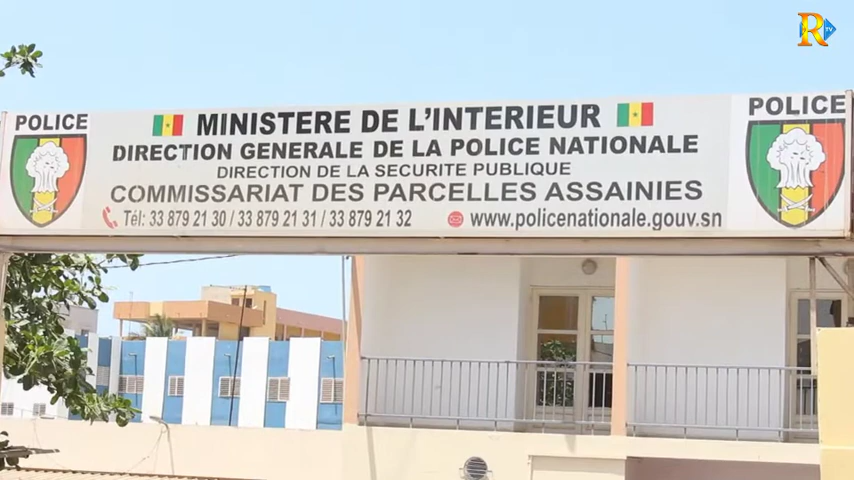 R TV
POLICE
MINISTERE DE L'INTERIEUR
POLICE
DIRECTION GENERALE DE LA POLICE NATIONALE
DIRECTION DE LA SECURITE PUBLIQUE
COMMISSARIAT DES PARCELLES ASSAINIES
Tél: 33 879 21 30 / 33 879 21 31 / 33 879 21 32 www.policenationale.gouv.sn